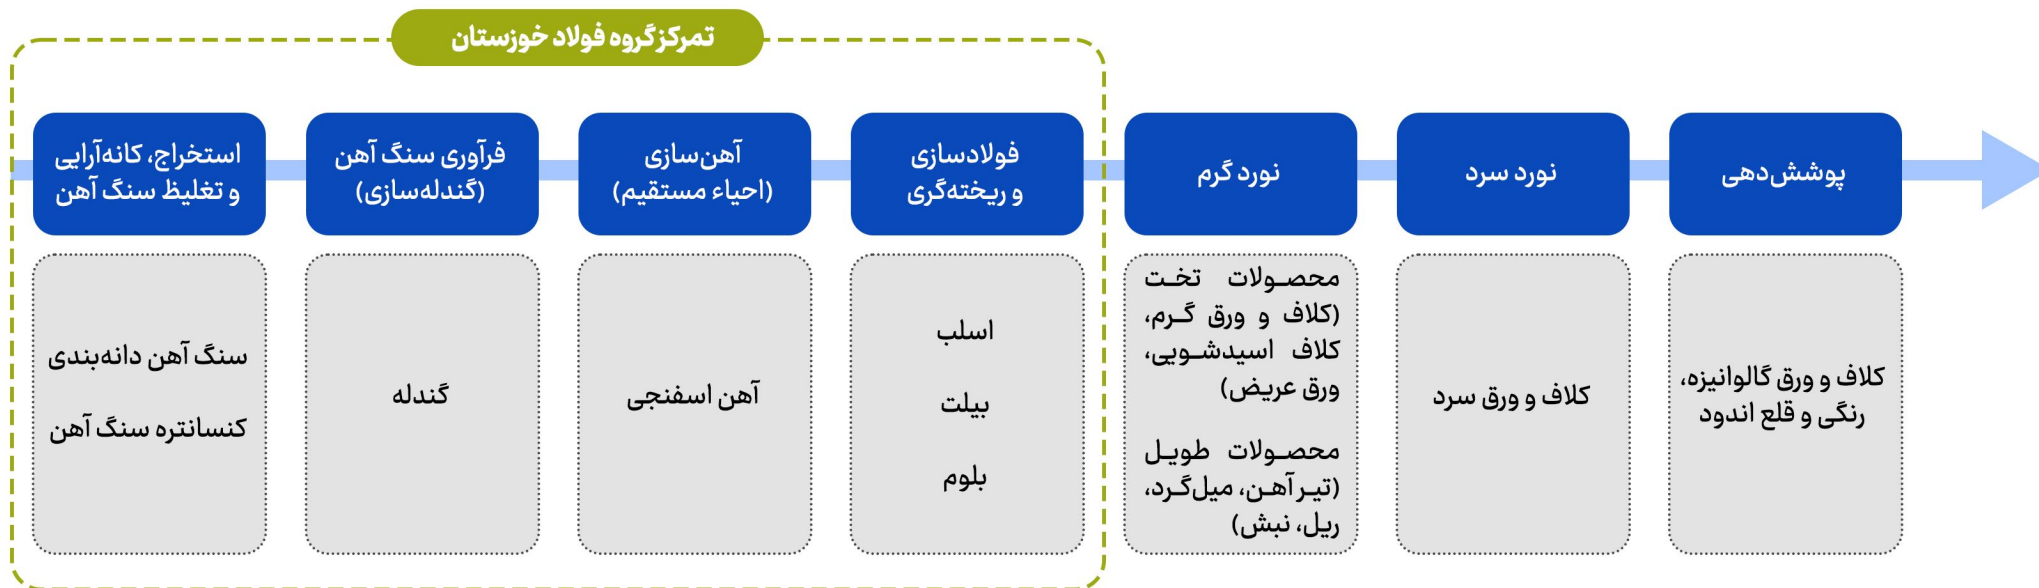 تمرکز گروه فولاد خوزستان
استخراج، کانه‌آرایی
و تغلیظ سنگ آهن
فرآوری سنگ آهن
(گندله‌سازی)
آهن‌سازی
(احیاء مستقیم)
فولادسازی
و ریخته‌گری
نورد گرم
نورد سرد
پوشش‌دهی
سنگ آهن دانه‌بندی
کنسانتره سنگ آهن
گندله
آهن اسفنجی
اسلب
بیلت
بلوم
محصولات تخت
(کلاف و ورق گرم،
کلاف اسیدشویی،
ورق عریض)
محصولات طویل
(تیرآهن، میل‌گرد،
ریل، نبش)
کلاف و ورق سرد
کلاف و ورق گالوانیزه،
رنگی و قلع اندود